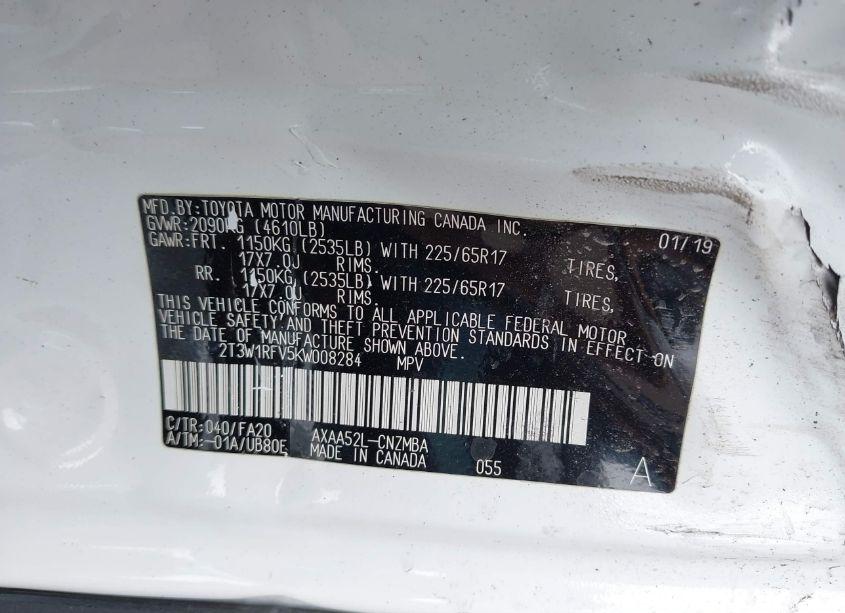 MFD.BY:TOYOTA MOTOR MANUFACTURING CANADA INC.
GVWR:2090KG (4610LB) 01/19
GAWR:FRT. 1150KG (2535LB) WITH 225/65R17 TIRES,
17X7.0J RIMS.
RR. 1150KG (2535LB) WITH 225/65R17 TIRES,
17X7.0J RIMS.
THIS VEHICLE CONFORMS TO ALL APPLICABLE FEDERAL MOTOR
VEHICLE SAFETY AND THEFT PREVENTION STANDARDS IN EFFECT ON
THE DATE OF MANUFACTURE SHOWN ABOVE.
2T3W1RFV5KW008284 MPV
C/TR:040/FA20 AXAA52L-CNZMBA
A/TM:-01A/UB80E MADE IN CANADA 055 A